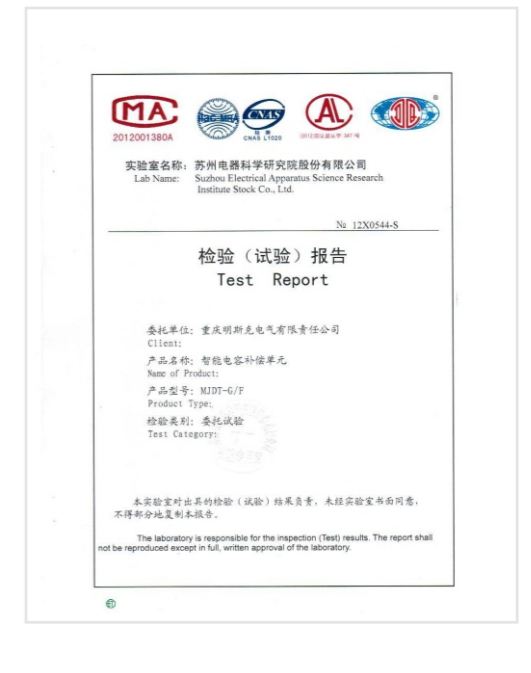 MA
ilac-MRA
CNAS
AL
2012001380A
CNAS L1020
实验室名称：苏州电器科学研究院股份有限公司
Lab Name: Suzhou Electrical Apparatus Science Research
Institute Stock Co., Ltd.
№ 12X0544-S
检验（试验）报告
Test Report
委托单位：重庆明斯克电气有限责任公司
Client:
产品名称：智能电容补偿单元
Name of Product:
产品型号：MJDT-G/F
Product Type:
检验类别：委托试验
Test Category:
本实验室对出具的检验（试验）结果负责，未经实验室书面同意，
不得部分地复制本报告。
The laboratory is responsible for the inspection (Test) results. The report shall
not be reproduced except in full, written approval of the laboratory.